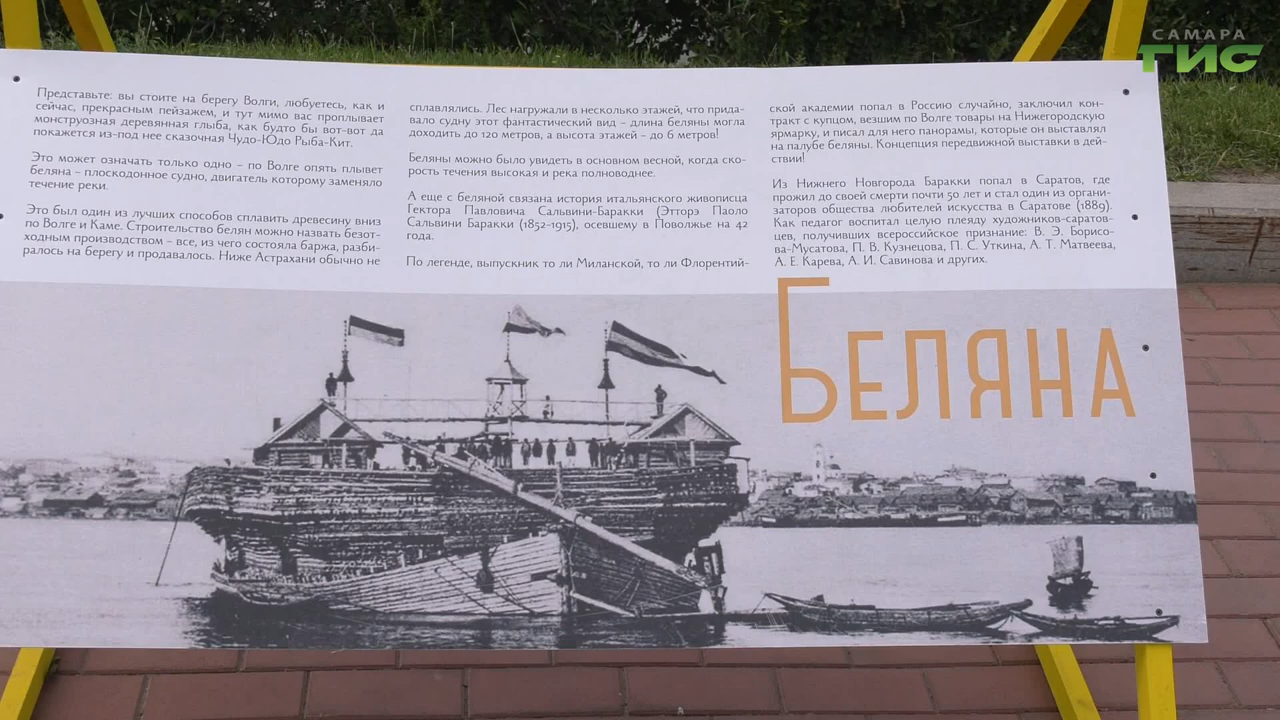 САМАРА
ГИС
Представьте: вы стоите на берегу Волги, любуетесь, как и
сейчас, прекрасным пейзажем, и тут мимо вас проплывает
монструозная деревянная глыба, как будто бы вот-вот да
покажется из-под нее сказочная Чудо-Юдо Рыба-Кит.
Это может означать только одно – по Волге опять плывет
беляна – плоскодонное судно, двигатель которому заменяло
течение реки.
Это был один из лучших способов сплавить древесину вниз
по Волге и Каме. Строительство белян можно назвать безот-
ходным производством – все, из чего состояла баржа, разби-
ралось на берегу и продавалось. Ниже Астрахани обычно не
сплавлялись. Лес нагружали в несколько этажей, что прида-
вало судну этот фантастический вид – длина беляны могла
доходить до 120 метров, а высота этажей – до 6 метров!
Беляны можно было увидеть в основном весной, когда ско-
рость течения высокая и река полноводнее.
А еще с беляной связана история итальянского живописца
Гектора Павловича Сальвини-Баракки (Этторэ Паоло
Сальвини Баракки (1852-1915), осевшему в Поволжье на 42
года.
По легенде, выпускник то ли Миланской, то ли Флорентий-
ской академии попал в Россию случайно, заключил кон-
тракт с купцом, везшим по Волге товары на Нижегородскую
ярмарку, и писал для него панорамы, которые он выставлял
на палубе беляны. Концепция передвижной выставки в дей-
ствии!
Из Нижнего Новгорода Баракки попал в Саратов, где
прожил до своей смерти почти 50 лет и стал один из органи-
заторов общества любителей искусства в Саратове (1889).
Как педагог воспитал целую плеяду художников-саратов-
цев, получивших всероссийское признание: В. Э. Борисо-
ва-Мусатова, П. В. Кузнецова, П. С. Уткина, А. Т. Матвеева,
А. Е. Карева, А. И. Савинова и других.
БЕЛЯНА